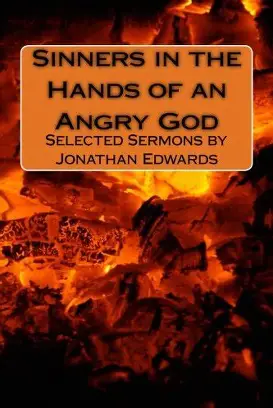 Sinners in the
Hands of an
Angry God
Selected Sermons by
Jonathan Edwards